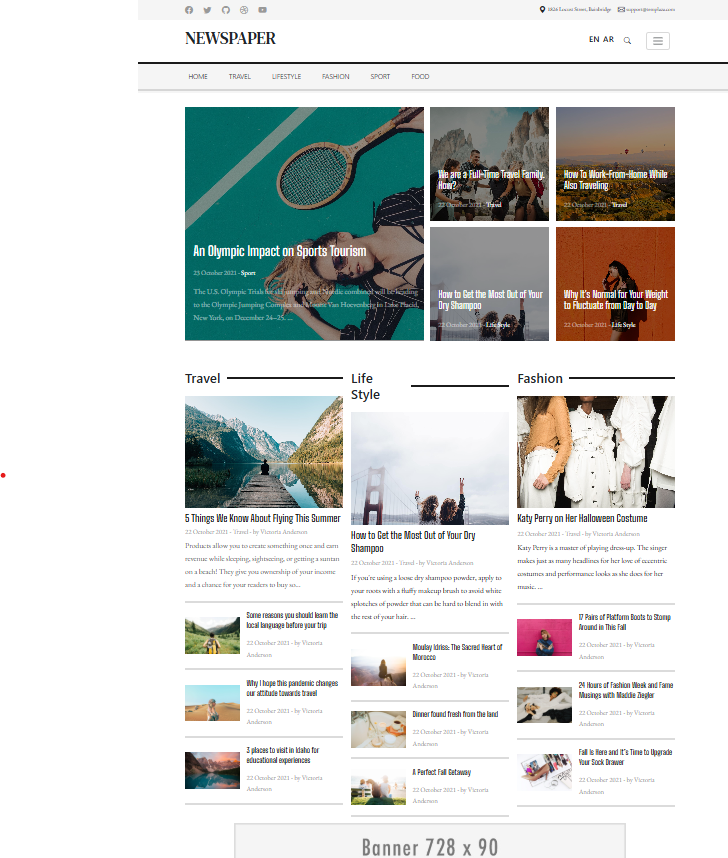 1826 Locust Street, Bainbridge support@templaza.com
NEWSPAPER
EN AR
HOME TRAVEL LIFESTYLE FASHION SPORT FOOD
An Olympic Impact on Sports Tourism
23 October 2021 - Sport
The U.S. Olympic Trials for ski jumping and Nordic combined will be heading
to the Olympic Jumping Complex and Mount Van Hoevenberg in Lake Placid,
New York, on December 24–25. ...
We are a Full-Time Travel Family.
How?
22 October 2021 - Travel
How To Work-From-Home While
Also Traveling
22 October 2021 - Travel
How to Get the Most Out of Your
Dry Shampoo
22 October 2021 - Life Style
Why It's Normal for Your Weight
to Fluctuate from Day to Day
22 October 2021 - Life Style
Travel
5 Things We Know About Flying This Summer
22 October 2021 - Travel - by Victoria Anderson
Products allow you to create something once and earn
revenue while sleeping, sightseeing, or getting a suntan
on a beach! They give you ownership of your income
and a chance for your readers to buy so...
Some reasons you should learn the
local language before your trip
22 October 2021 - by Victoria
Anderson
Why I hope this pandemic changes
our attitude towards travel
22 October 2021 - by Victoria
Anderson
3 places to visit in Idaho for
educational experiences
22 October 2021 - by Victoria
Anderson
Life
Style
How to Get the Most Out of Your Dry
Shampoo
22 October 2021 - Travel - by Victoria Anderson
If you're using a loose dry shampoo powder, apply to
your roots with a fluffy makeup brush to avoid white
splotches of powder that can be hard to blend in with
the rest of your hair. ...
Moulay Idriss: The Sacred Heart of
Morocco
22 October 2021 - by Victoria
Anderson
Dinner found fresh from the land
22 October 2021 - by Victoria
Anderson
A Perfect Fall Getaway
22 October 2021 - by Victoria
Anderson
Fashion
Katy Perry on Her Halloween Costume
22 October 2021 - Travel - by Victoria Anderson
Katy Perry is a master of playing dress-up. The singer
makes just as many headlines for her love of eccentric
costumes and performance looks as she does for her
music. ...
17 Pairs of Platform Boots to Stomp
Around in This Fall
22 October 2021 - by Victoria
Anderson
24 Hours of Fashion Week and Fame
Musings with Maddie Ziegler
22 October 2021 - by Victoria
Anderson
Fall Is Here and It's Time to Upgrade
Your Sock Drawer
22 October 2021 - by Victoria
Anderson
Banner 728 x 90